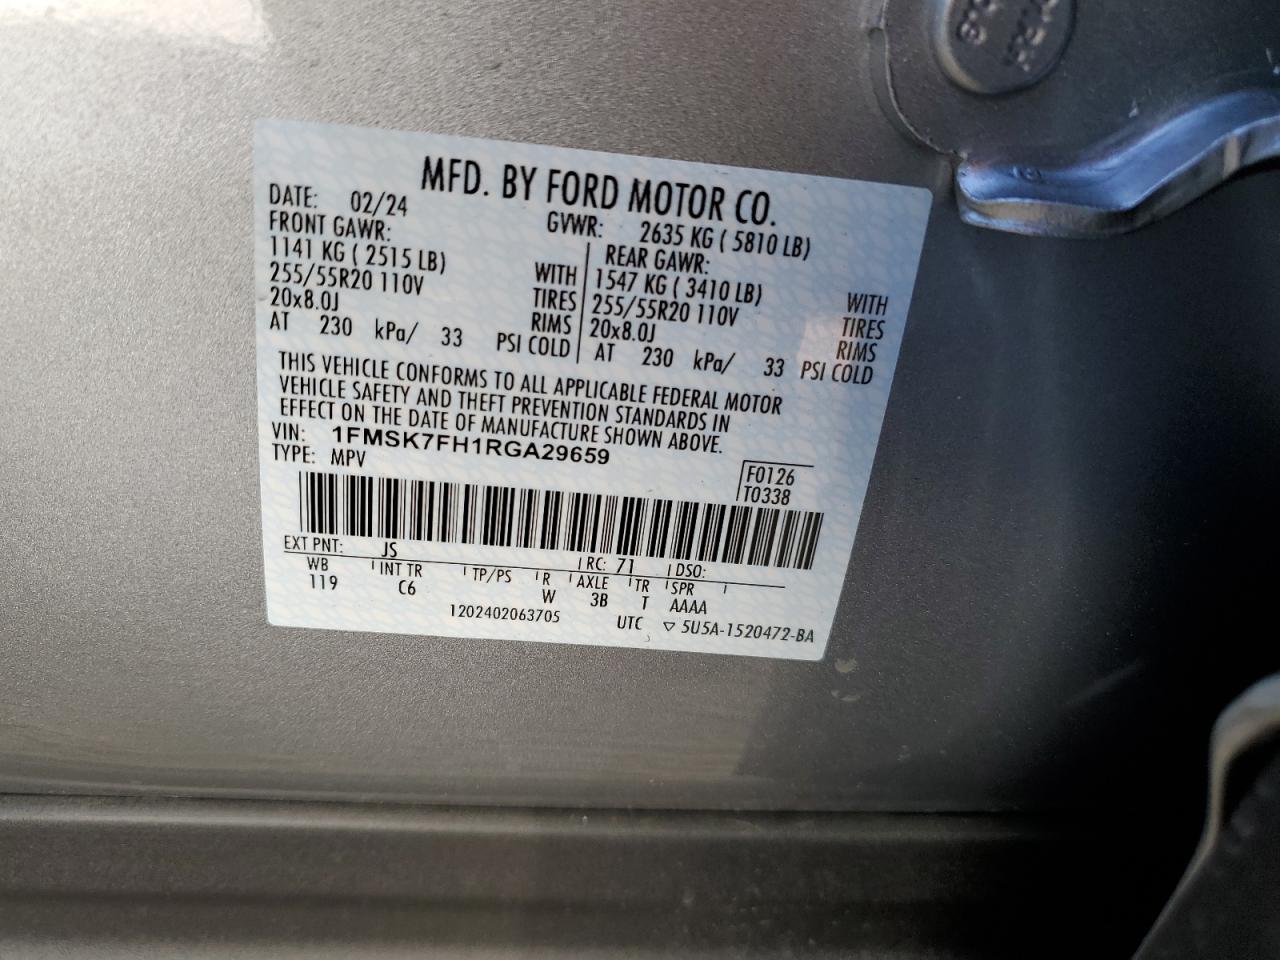 MFD. BY FORD MOTOR CO.
DATE: 02/24 GVWR: 2635 KG ( 5810 LB)
FRONT GAWR: REAR GAWR:
1141 KG ( 2515 LB) WITH 1547 KG ( 3410 LB) WITH
255/55R20 110V TIRES 255/55R20 110V TIRES
20x8.0J RIMS 20x8.0J RIMS
AT 230 kPa/ 33 PSI COLD AT 230 kPa/ 33 PSI COLD
THIS VEHICLE CONFORMS TO ALL APPLICABLE FEDERAL MOTOR
VEHICLE SAFETY AND THEFT PREVENTION STANDARDS IN
EFFECT ON THE DATE OF MANUFACTURE SHOWN ABOVE.
VIN: 1FMSK7FH1RGA29659
TYPE: MPV F0126
T0338
EXT PNT: JS RC: 71 DSO:
WB INT TR TP/PS R AXLE TR SPR
119 C6 W 3B T AAAA
1202402063705 UTC ▽ 5U5A-1520472-BA